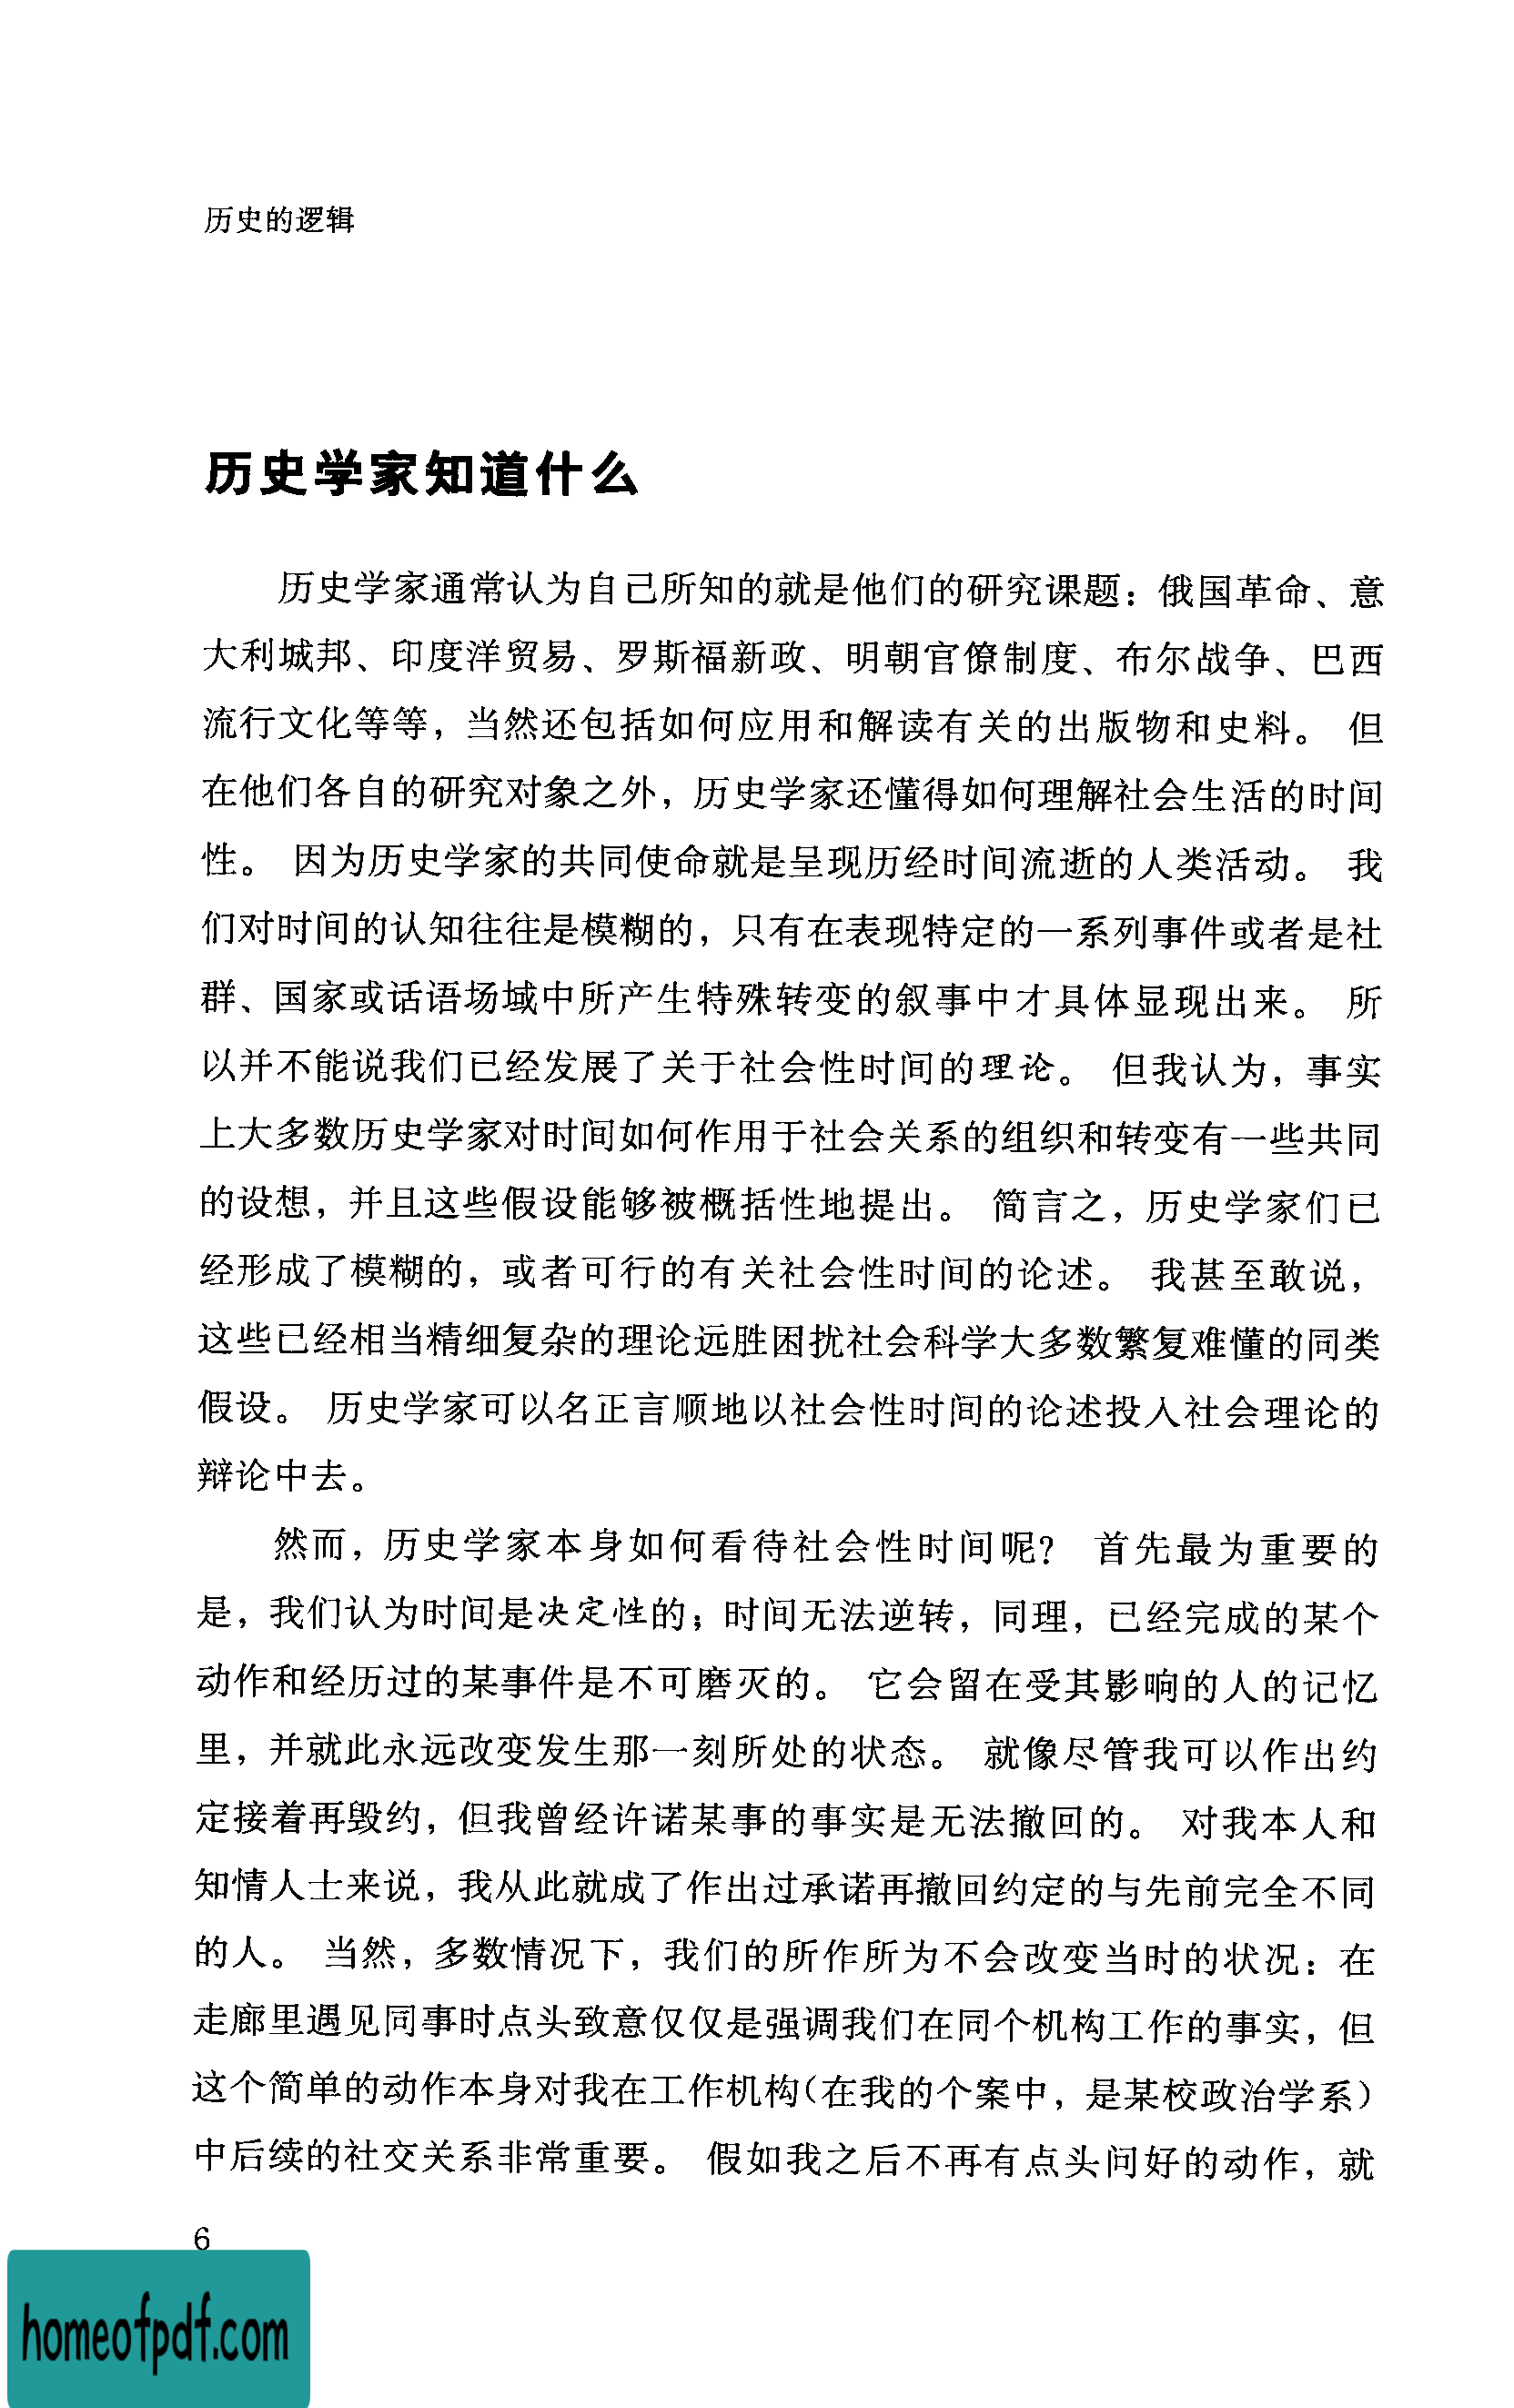 历史的逻辑
历史学家知道什么
历史学家通常认为自己所知的就是他们的研究课题：俄国革命、意
大利城邦、印度洋贸易、罗斯福新政、明朝官僚制度、布尔战争、巴西
流行文化等等，当然还包括如何应用和解读有关的出版物和史料。 但
在他们各自的研究对象之外，历史学家还懂得如何理解社会生活的时间
性。 因为历史学家的共同使命就是呈现历经时间流逝的人类活动。 我
们对时间的认知往往是模糊的，只有在表现特定的一系列事件或者是社
群、国家或话语场域中所产生特殊转变的叙事中才具体显现出来。 所
以并不能说我们已经发展了关于社会性时间的理论。 但我认为，事实
上大多数历史学家对时间如何作用于社会关系的组织和转变有一些共同
的设想，并且这些假设能够被概括性地提出。 简言之，历史学家们已
经形成了模糊的，或者可行的有关社会性时间的论述。 我甚至敢说，
这些已经相当精细复杂的理论远胜困扰社会科学大多数繁复难懂的同类
假设。 历史学家可以名正言顺地以社会性时间的论述投入社会理论的
辩论中去。
然而，历史学家本身如何看待社会性时间呢？ 首先最为重要的
是，我们认为时间是决定性的；时间无法逆转，同理，已经完成的某个
动作和经历过的某事件是不可磨灭的。 它会留在受其影响的人的记忆
里，并就此永远改变发生那一刻所处的状态。 就像尽管我可以作出约
定接着再毁约，但我曾经许诺某事的事实是无法撤回的。 对我本人和
知情人士来说，我从此就成了作出过承诺再撤回约定的与先前完全不同
的人。 当然，多数情况下，我们的所作所为不会改变当时的状况：在
走廊里遇见同事时点头致意仅仅是强调我们在同个机构工作的事实，但
这个简单的动作本身对我在工作机构（在我的个案中，是某校政治学系）
中后续的社交关系非常重要。 假如我之后不再有点头问好的动作，就
6
homeofpdf.com